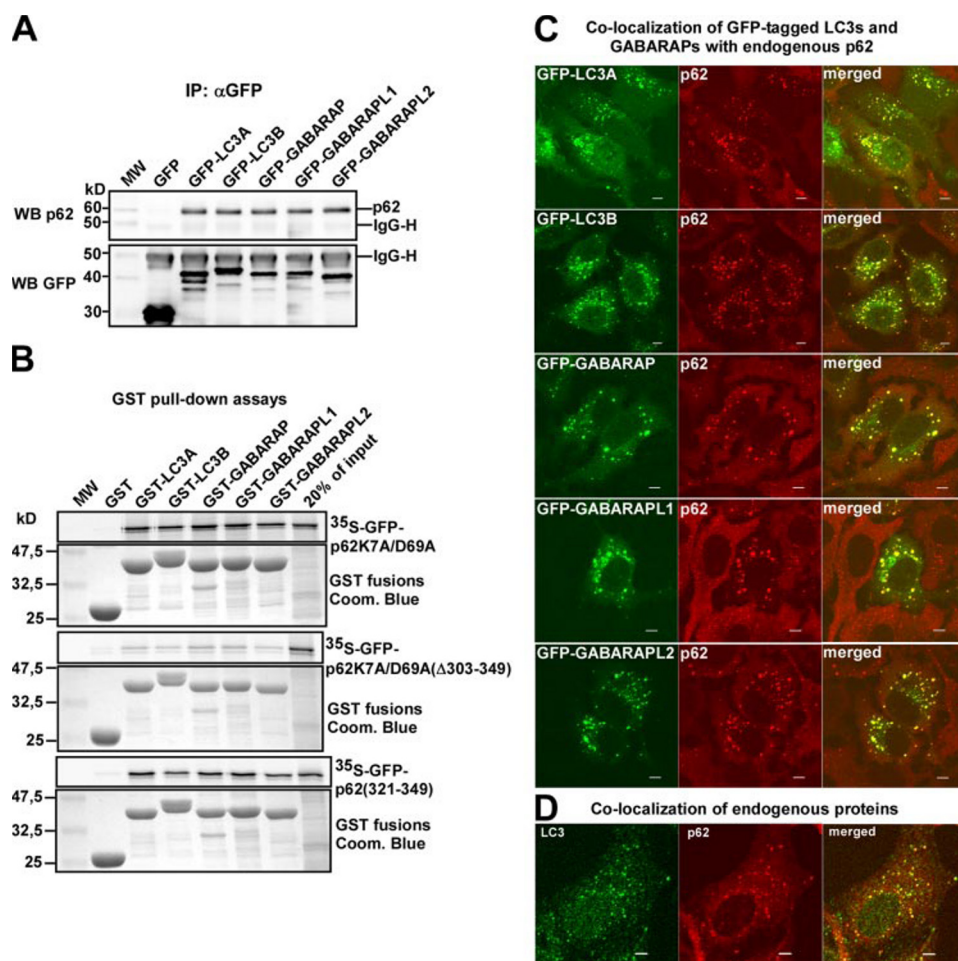 A
IP: αGFP
MW
GFP
GFP-LC3A
GFP-LC3B
GFP-GABARAP
GFP-GABARAPL1
GFP-GABARAPL2
kD
WB p62
60
50
p62
IgG-H
WB GFP
50
40
30
IgG-H
B
GST pull-down assays
MW
GST
GST-LC3A
GST-LC3B
GST-GABARAP
GST-GABARAPL1
GST-GABARAPL2
20% of input
kD
35S-GFP-
p62K7A/D69A
47,5
32,5
25
GST fusions
Coom. Blue
35S-GFP-
p62K7A/D69A(Δ303-349)
47,5
32,5
25
GST fusions
Coom. Blue
35S-GFP-
p62(321-349)
47,5
32,5
25
GST fusions
Coom. Blue
C
Co-localization of GFP-tagged LC3s and
GABARAPs with endogenous p62
GFP-LC3A p62 merged
GFP-LC3B p62 merged
GFP-GABARAP p62 merged
GFP-GABARAPL1 p62 merged
GFP-GABARAPL2 p62 merged
D
Co-localization of endogenous proteins
LC3 p62 merged